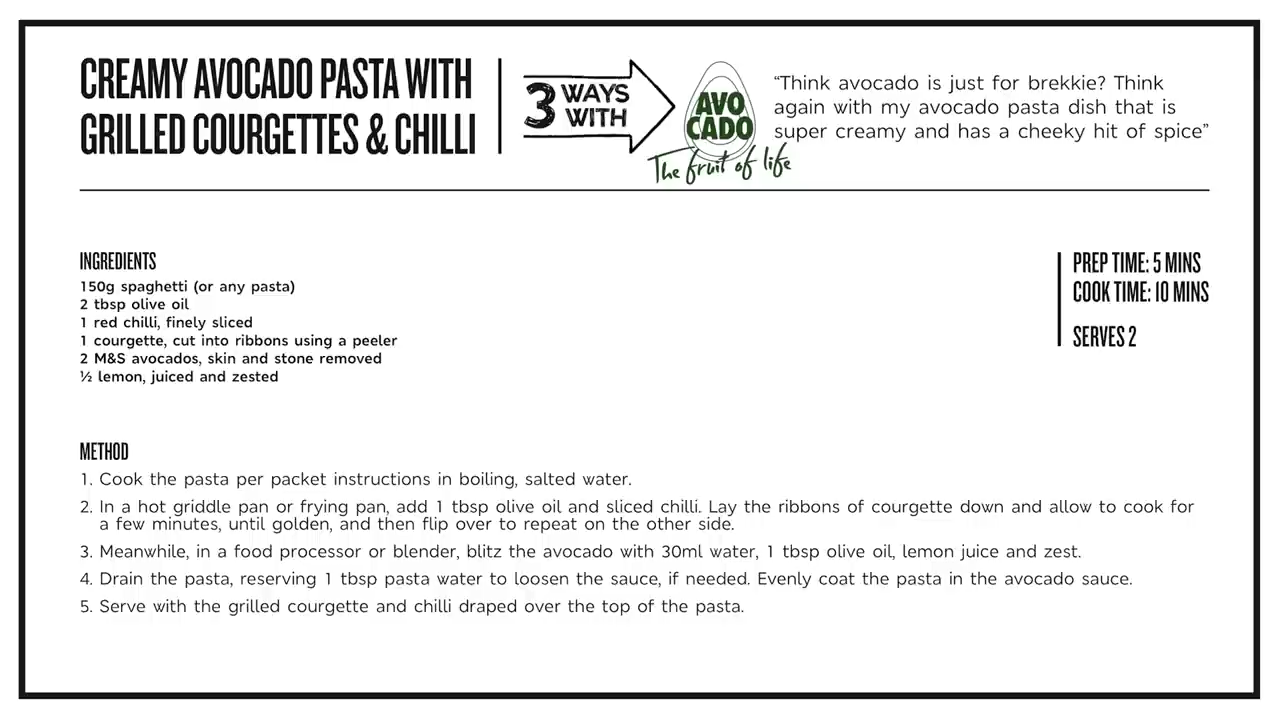 CREAMY AVOCADO PASTA WITH
GRILLED COURGETTES & CHILLI
3 WAYS
WITH
AVO
CADO
The fruit of life
“Think avocado is just for brekkie? Think
again with my avocado pasta dish that is
super creamy and has a cheeky hit of spice”
INGREDIENTS
150g spaghetti (or any pasta)
2 tbsp olive oil
1 red chilli, finely sliced
1 courgette, cut into ribbons using a peeler
2 M&S avocados, skin and stone removed
½ lemon, juiced and zested
PREP TIME: 5 MINS
COOK TIME: 10 MINS
SERVES 2
METHOD
1. Cook the pasta per packet instructions in boiling, salted water.
2. In a hot griddle pan or frying pan, add 1 tbsp olive oil and sliced chilli. Lay the ribbons of courgette down and allow to cook for
a few minutes, until golden, and then flip over to repeat on the other side.
3. Meanwhile, in a food processor or blender, blitz the avocado with 30ml water, 1 tbsp olive oil, lemon juice and zest.
4. Drain the pasta, reserving 1 tbsp pasta water to loosen the sauce, if needed. Evenly coat the pasta in the avocado sauce.
5. Serve with the grilled courgette and chilli draped over the top of the pasta.